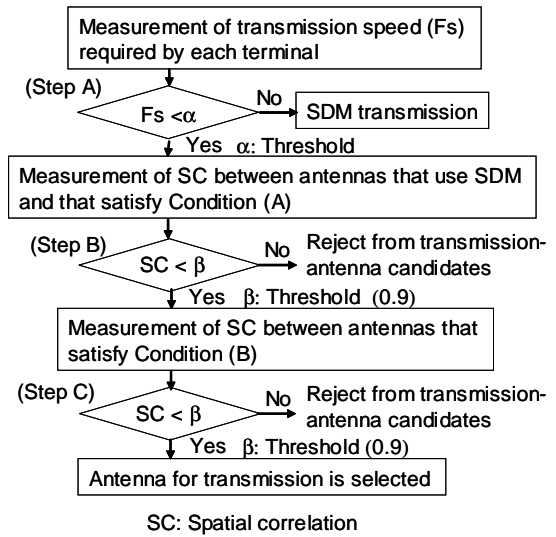 Measurement of transmission speed (Fs)
required by each terminal
(Step A)
Fs <α
No
SDM transmission
Yes α: Threshold
Measurement of SC between antennas that use SDM
and that satisfy Condition (A)
(Step B)
SC < β
No
Reject from transmission-
antenna candidates
Yes β: Threshold (0.9)
Measurement of SC between antennas that
satisfy Condition (B)
(Step C)
SC < β
No
Reject from transmission-
antenna candidates
Yes β: Threshold (0.9)
Antenna for transmission is selected
SC: Spatial correlation